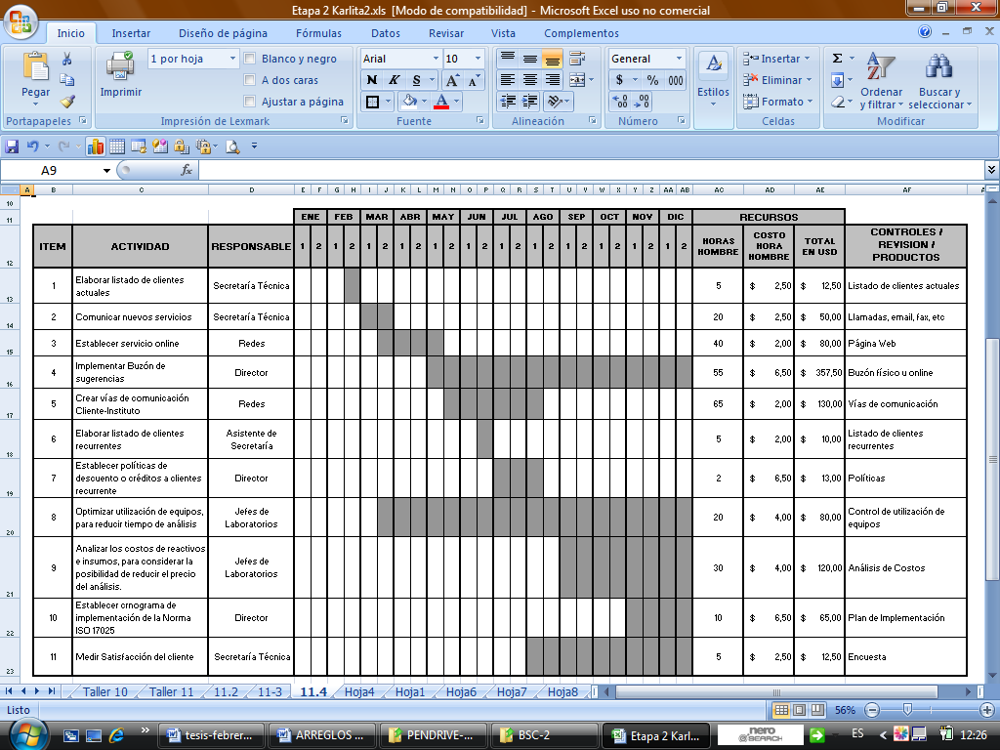 Etapa 2 Karlita2.xls [Modo de compatibilidad] - Microsoft Excel uso no comercial
Inicio Insertar Diseño de página Fórmulas Datos Revisar Vista Complementos
Pegar
Imprimir
1 por hoja
Blanco y negro
A dos caras
Ajustar a página
Arial 10
N K S A A
A
General
$ % 000
Estilos
Insertar
Eliminar
Formato
Σ
Ordenar y filtrar
Buscar y seleccionar
Portapapeles Impresión de Lexmark Fuente Alineación Número Celdas Modificar
A9 fx
A B C D E F G H I J K L M N O P Q R S T U V W X Y Z AA AB AC AD AE AF
10
11 ENE FEB MAR ABR MAY JUN JUL AGO SEP OCT NOV DIC RECURSOS
12 ITEM ACTIVIDAD RESPONSABLE 1 2 1 2 1 2 1 2 1 2 1 2 1 2 1 2 1 2 1 2 1 2 1 2 HORAS HOMBRE COSTO HORA HOMBRE TOTAL EN USD CONTROLES / REVISION / PRODUCTOS
13 1 Elaborar listado de clientes actuales Secretaría Técnica 5 $ 2,50 $ 12,50 Listado de clientes actuales
14 2 Comunicar nuevos servicios Secretaría Técnica 20 $ 2,50 $ 50,00 Llamadas, email, fax, etc
15 3 Establecer servicio online Redes 40 $ 2,00 $ 80,00 Página Web
16 4 Implementar Buzón de sugerencias Director 55 $ 6,50 $ 357,50 Buzón físico u online
17 5 Crear vías de comunicación Cliente-Instituto Redes 65 $ 2,00 $ 130,00 Vías de comunicación
18 6 Elaborar listado de clientes recurrentes Asistente de Secretaría 5 $ 2,00 $ 10,00 Listado de clientes recurrentes
19 7 Establecer políticas de descuento o créditos a clientes recurrente Director 2 $ 6,50 $ 13,00 Políticas
20 8 Optimizar utilización de equipos, para reducir tiempo de análisis Jefes de Laboratorios 20 $ 4,00 $ 80,00 Control de utilización de equipos
21 9 Analizar los costos de reactivos e insumos, para considerar la posibilidad de reducir el precio del análisis. Jefes de Laboratorios 30 $ 4,00 $ 120,00 Análisis de Costos
22 10 Establecer crnograma de implementación de la Norma ISO 17025 Director 10 $ 6,50 $ 65,00 Plan de Implementación
23 11 Medir Satisfacción del cliente Secretaría Técnica 5 $ 2,50 $ 12,50 Encuesta
Taller 10 Taller 11 11.2 11-3 11.4 Hoja4 Hoja1 Hoja6 Hoja7 Hoja8
Listo 56%
tesis-febrer... ARREGLOS ... PENDRIVE-... BSC-2 Etapa 2 Karl... nero SEARCH ES 12:26